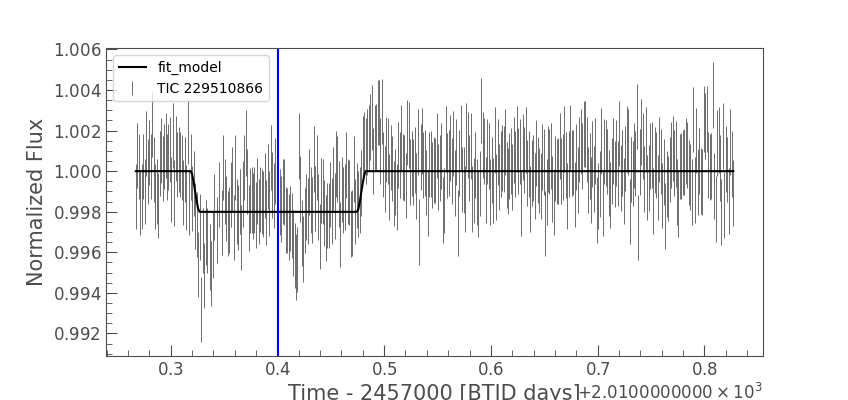 1.006
1.004
1.002
1.000
0.998
0.996
0.994
0.992
Normalized Flux
fit_model
TIC 229510866
0.3 0.4 0.5 0.6 0.7 0.8
Time - 2457000 [BTJD days]
+2.0100000000 × 10³